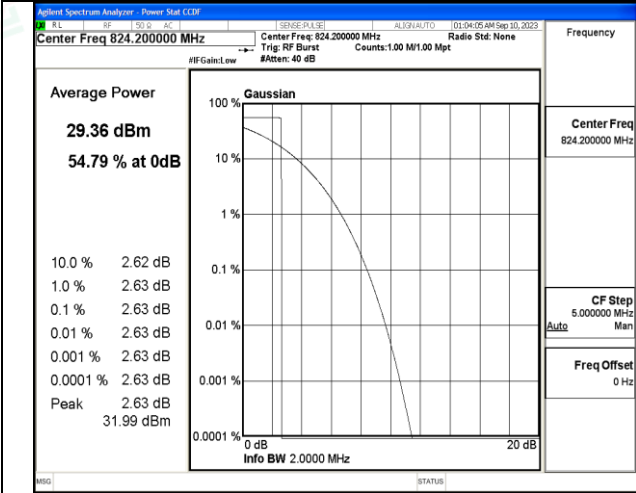 Agilent Spectrum Analyzer - Power Stat CCDF
RL RF 50 Ω AC SENSE:PULSE ALIGNAUTO 01:04:05 AM Sep 10, 2023
Center Freq 824.200000 MHz
Center Freq: 824.200000 MHz Radio Std: None
Trig: RF Burst Counts:1.00 M/1.00 Mpt
#IFGain:Low #Atten: 40 dB
Frequency
Center Freq
824.200000 MHz
CF Step
5.000000 MHz
Auto Man
Freq Offset
0 Hz
Average Power
29.36 dBm
54.79 % at 0dB
10.0 % 2.62 dB
1.0 % 2.63 dB
0.1 % 2.63 dB
0.01 % 2.63 dB
0.001 % 2.63 dB
0.0001 % 2.63 dB
Peak 2.63 dB
31.99 dBm
Gaussian
100 %
10 %
1 %
0.1 %
0.01 %
0.001 %
0.0001 %
0 dB 20 dB
Info BW 2.0000 MHz
MSG STATUS